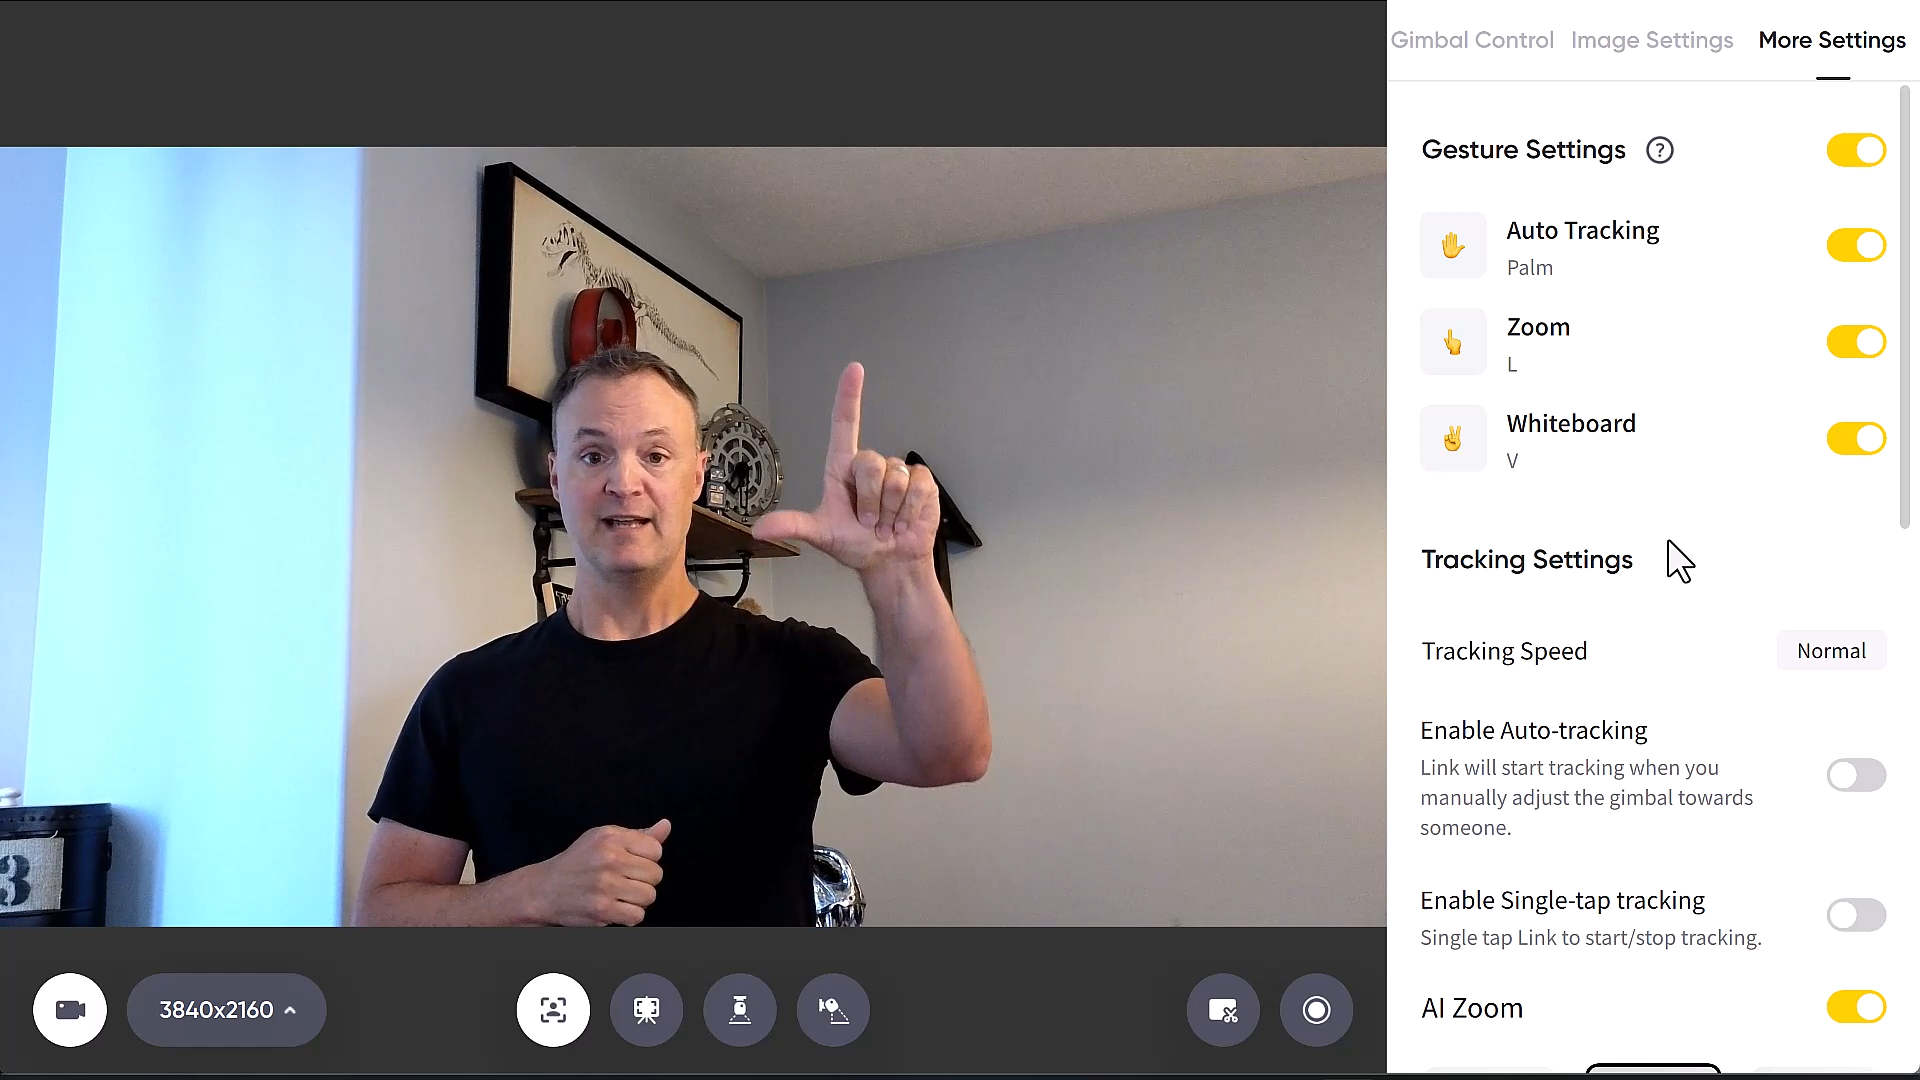 Gimbal Control Image Settings More Settings
Gesture Settings ?
Auto Tracking
Palm
Zoom
L
Whiteboard
V
Tracking Settings
Tracking Speed Normal
Enable Auto-tracking
Link will start tracking when you
manually adjust the gimbal towards
someone.
Enable Single-tap tracking
Single tap Link to start/stop tracking.
AI Zoom
3840x2160
3